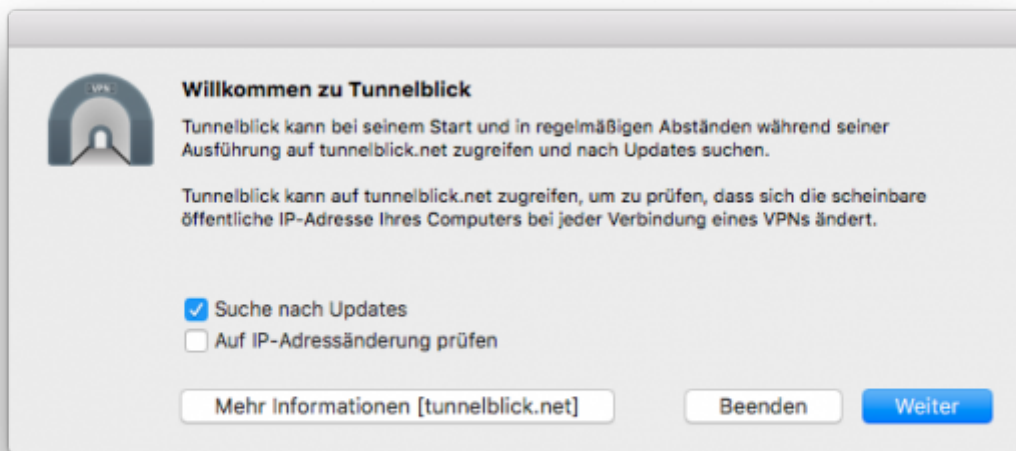 VPN
Willkommen zu Tunnelblick
Tunnelblick kann bei seinem Start und in regelmäßigen Abständen während seiner
Ausführung auf tunnelblick.net zugreifen und nach Updates suchen.
Tunnelblick kann auf tunnelblick.net zugreifen, um zu prüfen, dass sich die scheinbare
öffentliche IP-Adresse Ihres Computers bei jeder Verbindung eines VPNs ändert.
Suche nach Updates
Auf IP-Adressänderung prüfen
Mehr Informationen [tunnelblick.net]
Beenden
Weiter